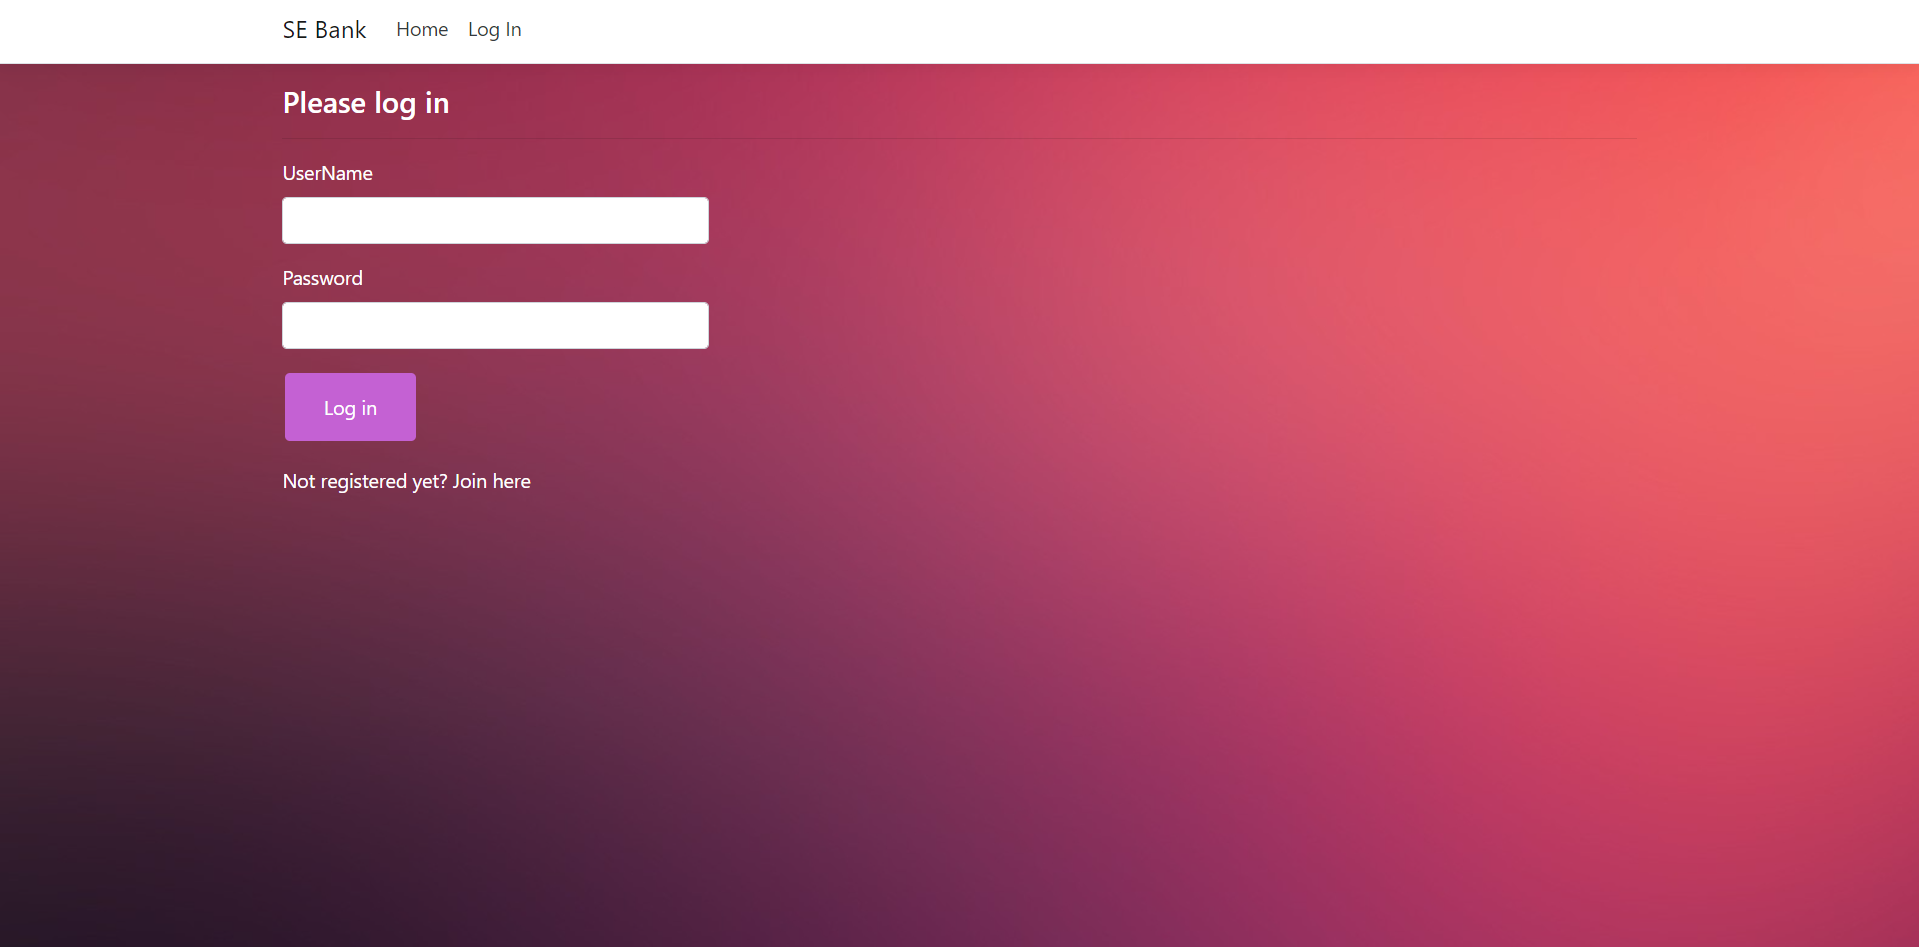 SE Bank Home Log In
Please log in
UserName
Password
Log in
Not registered yet? Join here